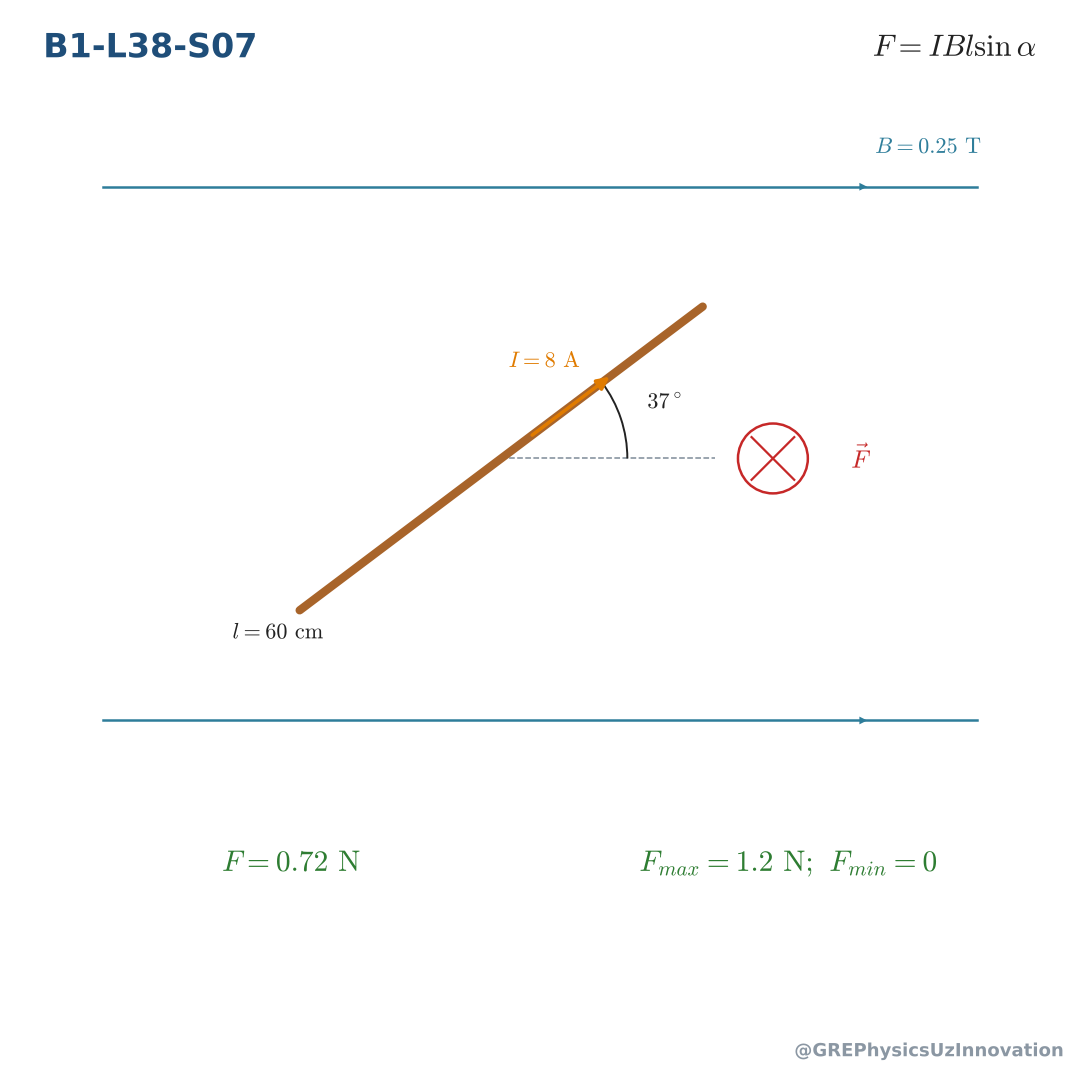 B1-L38-S07
F = IBl sin α
B = 0.25 T
I = 8 A
37°
F⃗
l = 60 cm
F = 0.72 N
F_max = 1.2 N; F_min = 0
@GREPhysicsUzInnovation